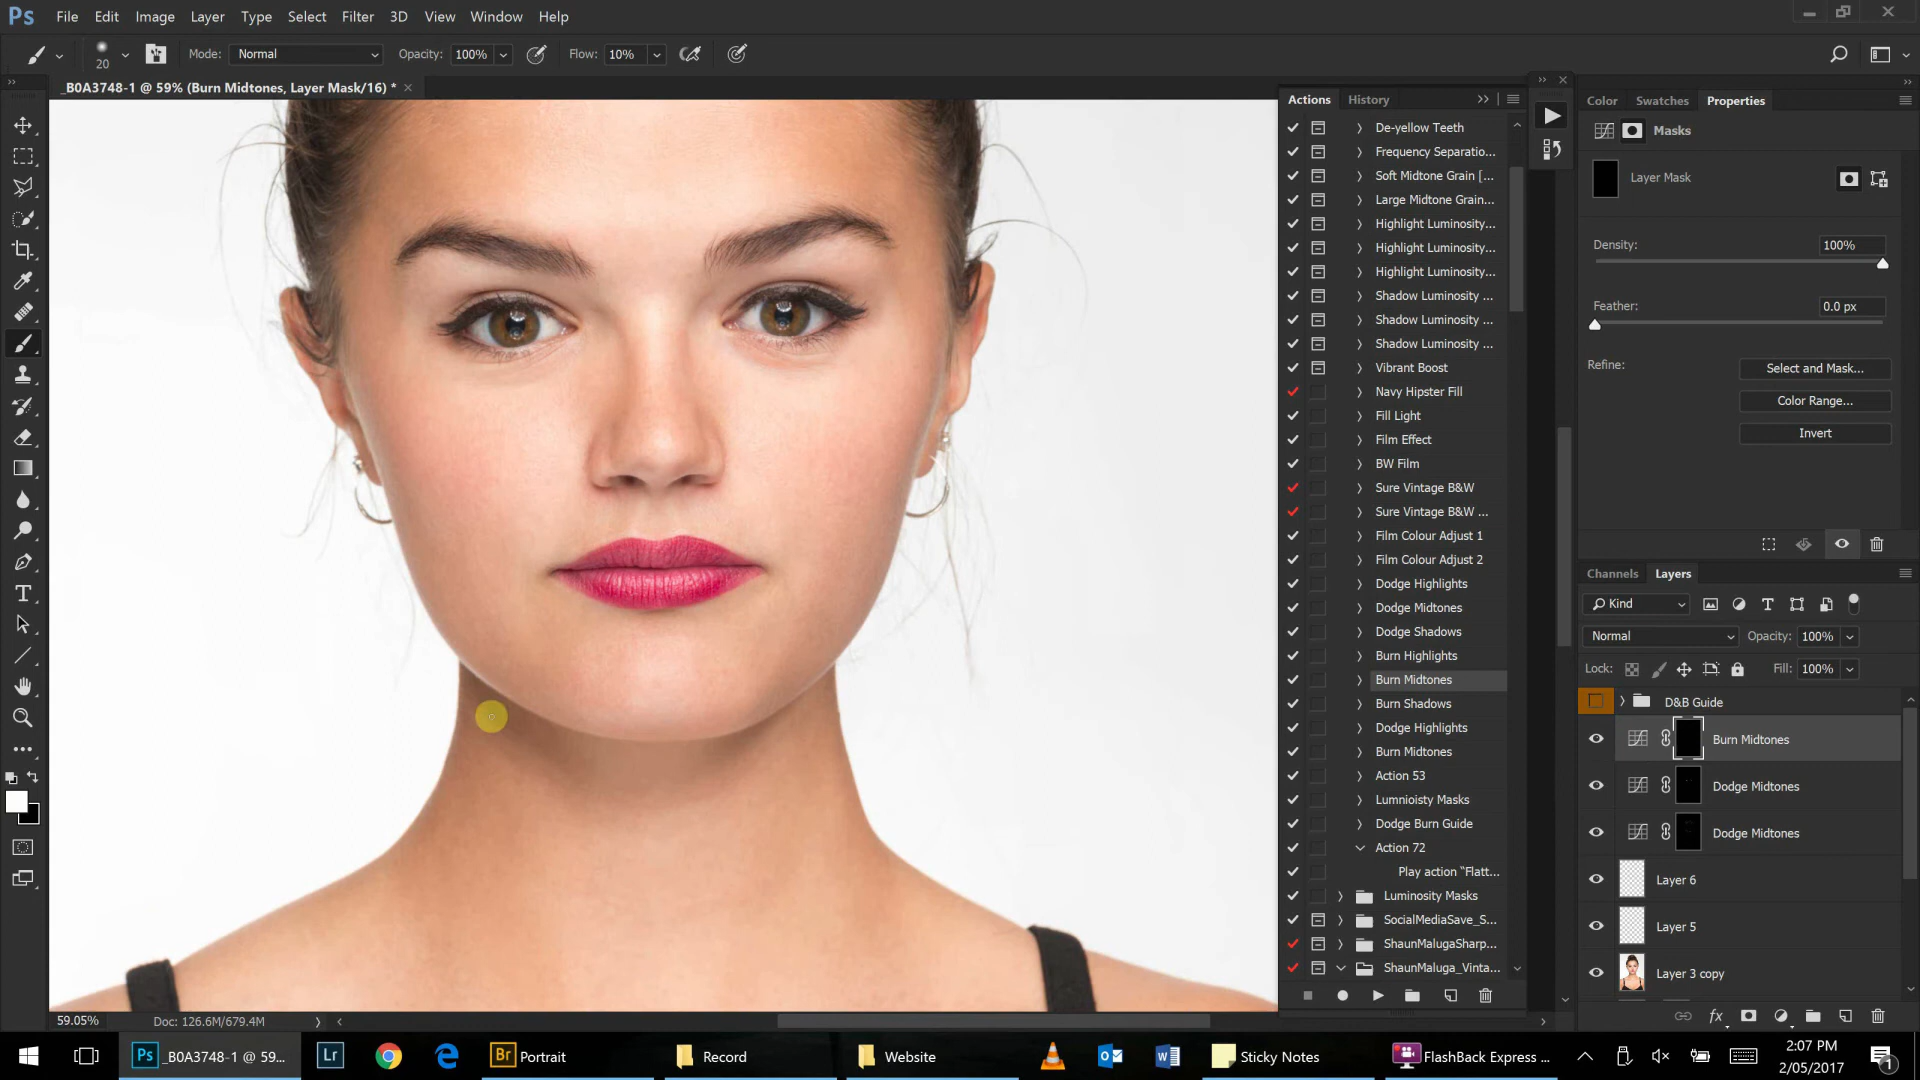 Ps File Edit Image Layer Type Select Filter 3D View Window Help
20 Mode: Normal Opacity: 100% Flow: 10%
_B0A3748-1 @ 59% (Burn Midtones, Layer Mask/16) * ×
Actions History
De-yellow Teeth
Frequency Separatio...
Soft Midtone Grain [...
Large Midtone Grain...
Highlight Luminosity...
Highlight Luminosity...
Highlight Luminosity...
Shadow Luminosity ...
Shadow Luminosity ...
Shadow Luminosity ...
Vibrant Boost
Navy Hipster Fill
Fill Light
Film Effect
BW Film
Sure Vintage B&W
Sure Vintage B&W ...
Film Colour Adjust 1
Film Colour Adjust 2
Dodge Highlights
Dodge Midtones
Dodge Shadows
Burn Highlights
Burn Midtones
Burn Shadows
Dodge Highlights
Burn Midtones
Action 53
Lumnioisty Masks
Dodge Burn Guide
Action 72
Play action “Flatt...
Luminosity Masks
SocialMediaSave_S...
ShaunMalugaSharp...
ShaunMaluga_Vinta...
Color Swatches Properties
Masks
Layer Mask
Density: 100%
Feather: 0.0 px
Refine: Select and Mask...
Color Range...
Invert
Channels Layers
Kind
Normal Opacity: 100%
Lock: Fill: 100%
D&B Guide
Burn Midtones
Dodge Midtones
Dodge Midtones
Layer 6
Layer 5
Layer 3 copy
fx
59.05% Doc: 126.6M/679.4M
Ps _B0A3748-1 @ 59... Lr Br Portrait Record Website Sticky Notes FlashBack Express ... 2:07 PM
2/05/2017
1